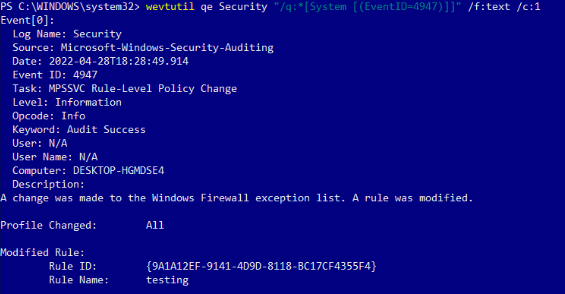 PS C:\WINDOWS\system32> wevtutil qe Security "/q:*[System [(EventID=4947)]]" /f:text /c:1
Event[0]:
  Log Name: Security
  Source: Microsoft-Windows-Security-Auditing
  Date: 2022-04-28T18:28:49.914
  Event ID: 4947
  Task: MPSSVC Rule-Level Policy Change
  Level: Information
  Opcode: Info
  Keyword: Audit Success
  User: N/A
  User Name: N/A
  Computer: DESKTOP-HGMDSE4
  Description:
A change was made to the Windows Firewall exception list. A rule was modified.
Profile Changed:        All
Modified Rule:
        Rule ID:        {9A1A12EF-9141-4D9D-8118-BC17CF4355F4}
        Rule Name:      testing